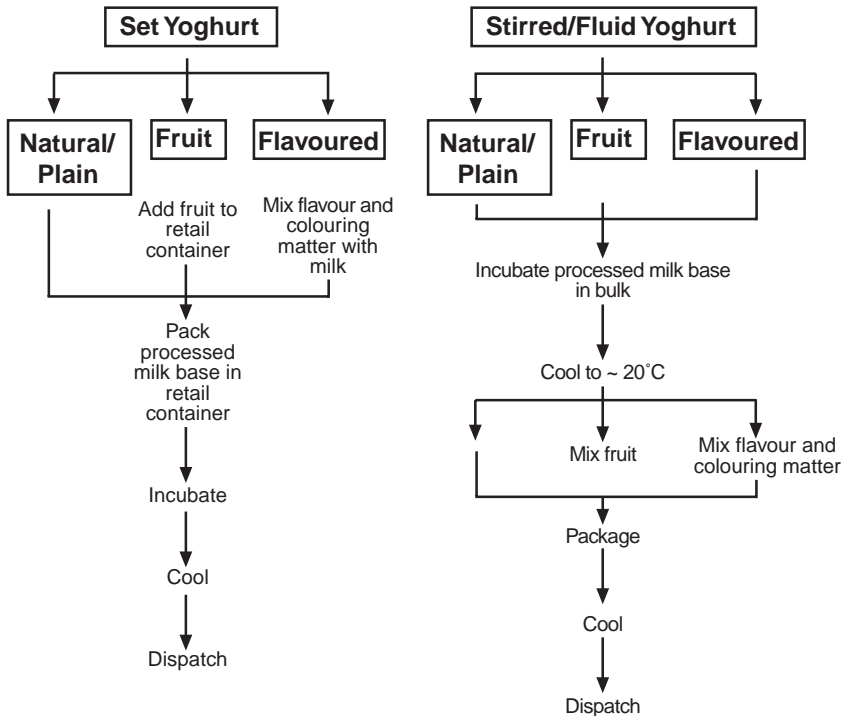 Set Yoghurt
Natural/
Plain
Fruit
Flavoured
Add fruit to
retail
container
Mix flavour and
colouring
matter with
milk
Pack
processed
milk base in
retail
container
Incubate
Cool
Dispatch
Stirred/Fluid Yoghurt
Natural/
Plain
Fruit
Flavoured
Incubate processed milk base
in bulk
Cool to ~ 20˚C
Mix fruit
Mix flavour and
colouring matter
Package
Cool
Dispatch